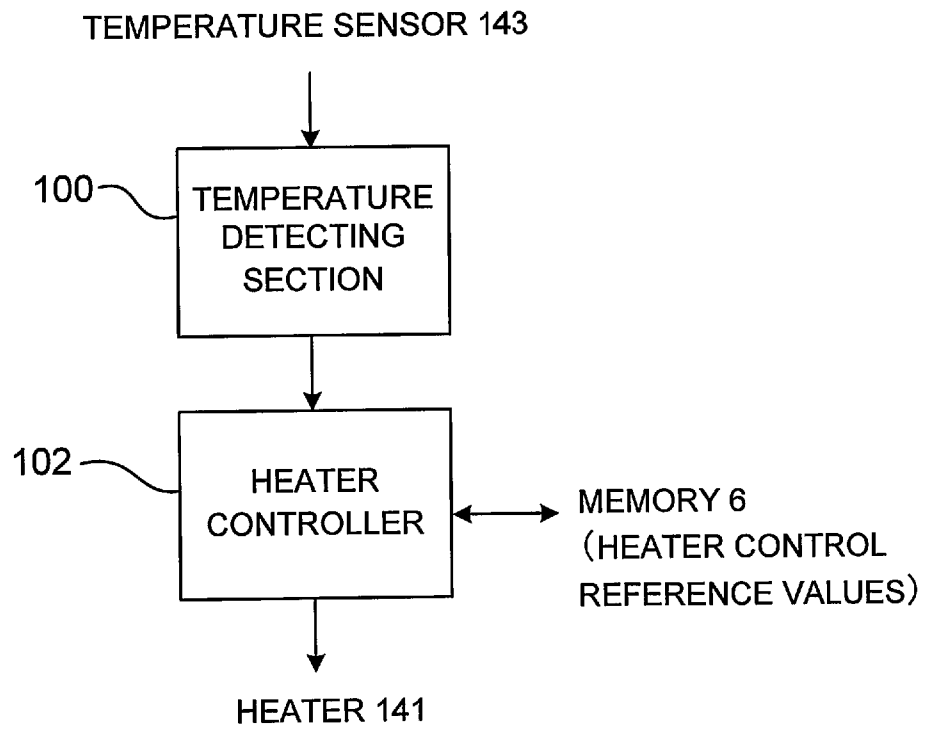 TEMPERATURE SENSOR 143
100
TEMPERATURE
DETECTING
SECTION
102
HEATER
CONTROLLER
MEMORY 6
(HEATER CONTROL
REFERENCE VALUES)
HEATER 141